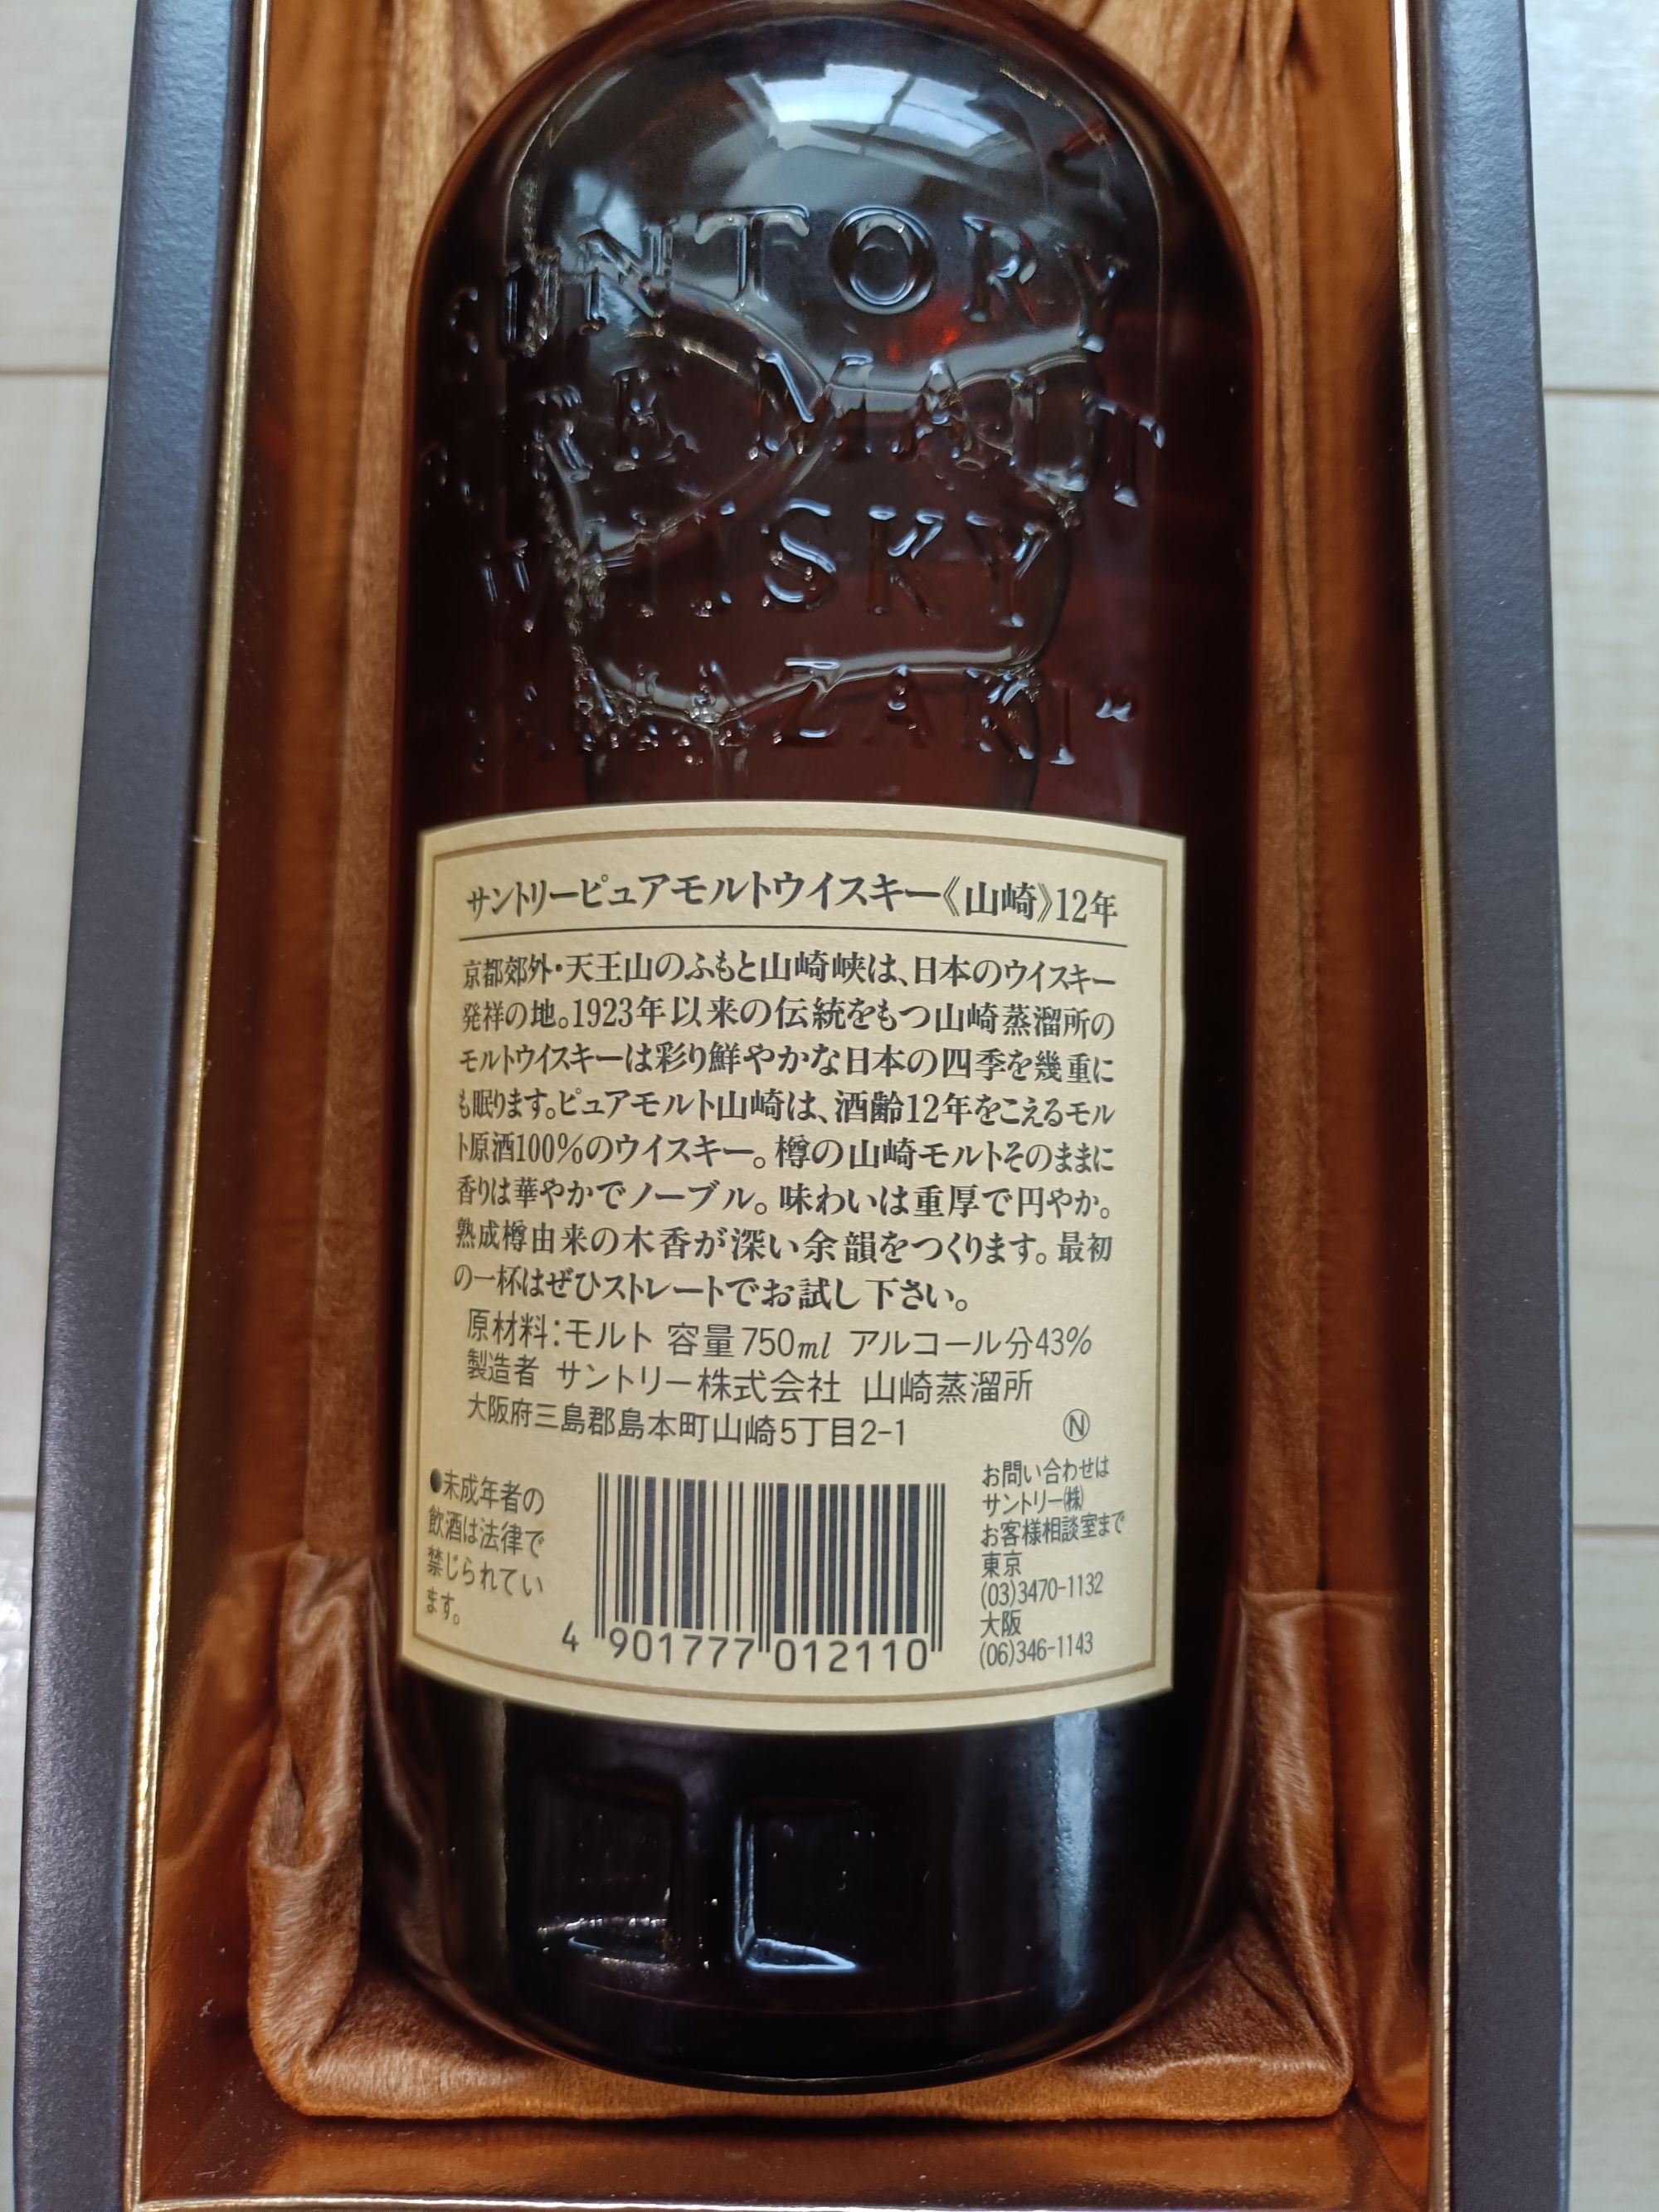 SUNTORY
PURE MALT
WHISKY
"YAMAZAKI"
サントリーピュアモルトウイスキー《山崎》12年
京都郊外・天王山のふもと山崎峡は、日本のウイスキー
発祥の地。1923年以来の伝統をもつ山崎蒸溜所の
モルトウイスキーは彩り鮮やかな日本の四季を幾重に
も眠ります。ピュアモルト山崎は、酒齢12年をこえるモル
ト原酒100%のウイスキー。樽の山崎モルトそのままに
香りは華やかでノーブル。味わいは重厚で円やか。
熟成樽由来の木香が深い余韻をつくります。最初
の一杯はぜひストレートでお試し下さい。
原材料:モルト 容量750ml アルコール分43%
製造者 サントリー株式会社 山崎蒸溜所
大阪府三島郡島本町山崎5丁目2-1
Ⓝ
●未成年者の
飲酒は法律で
禁じられてい
ます。
4 901777 012110
お問い合わせは
サントリー㈱
お客様相談室まで
東京
(03)3470-1132
大阪
(06)346-1143